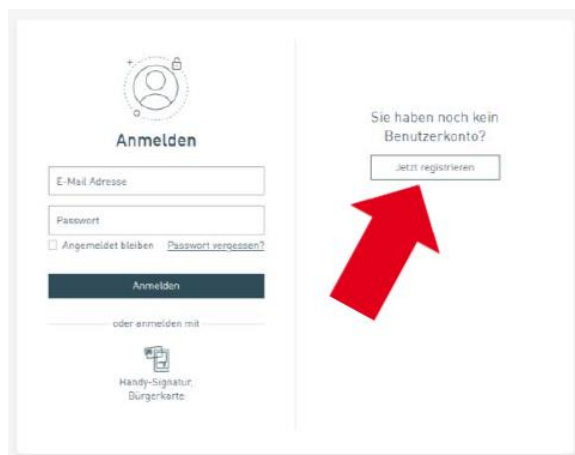 Anmelden
E-Mail Adresse
Passwort
Angemeldet bleiben Passwort vergessen?
Anmelden
oder anmelden mit
Handy-Signatur,
Bürgerkarte
Sie haben noch kein
Benutzerkonto?
Jetzt registrieren